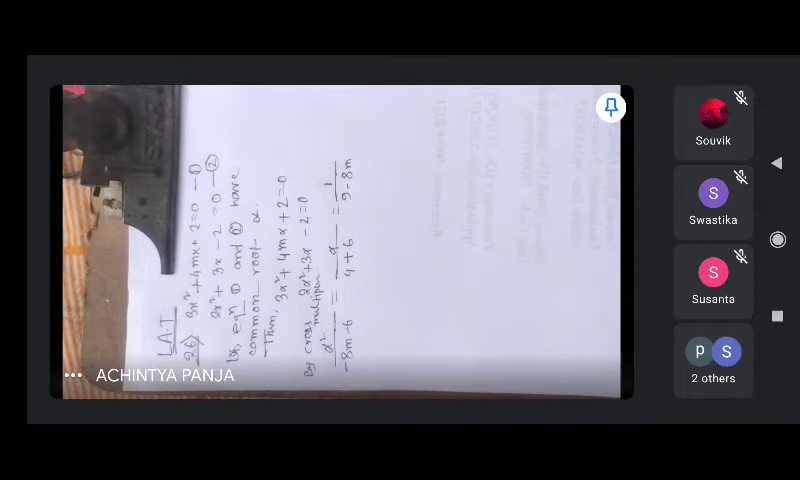 L.A.I
26> 3x² + 4mx + 2 = 0 — ①
2x² + 3x - 2 = 0 — ②
Let, eqⁿ ① and ② have
common root α.
Then, 3α² + 4mα + 2 = 0
2α² + 3α - 2 = 0
By cross multiplⁿ
α²/(-8m-6) = α/(4+6) = 1/(9-8m)
ACHINTYA PANJA
Souvik
S
Swastika
S
Susanta
P S
2 others